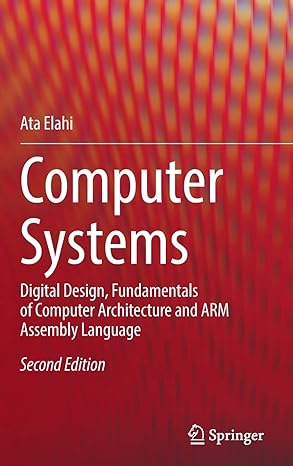 Ata Elahi
Computer
Systems
Digital Design, Fundamentals
of Computer Architecture and ARM
Assembly Language
Second Edition
Springer